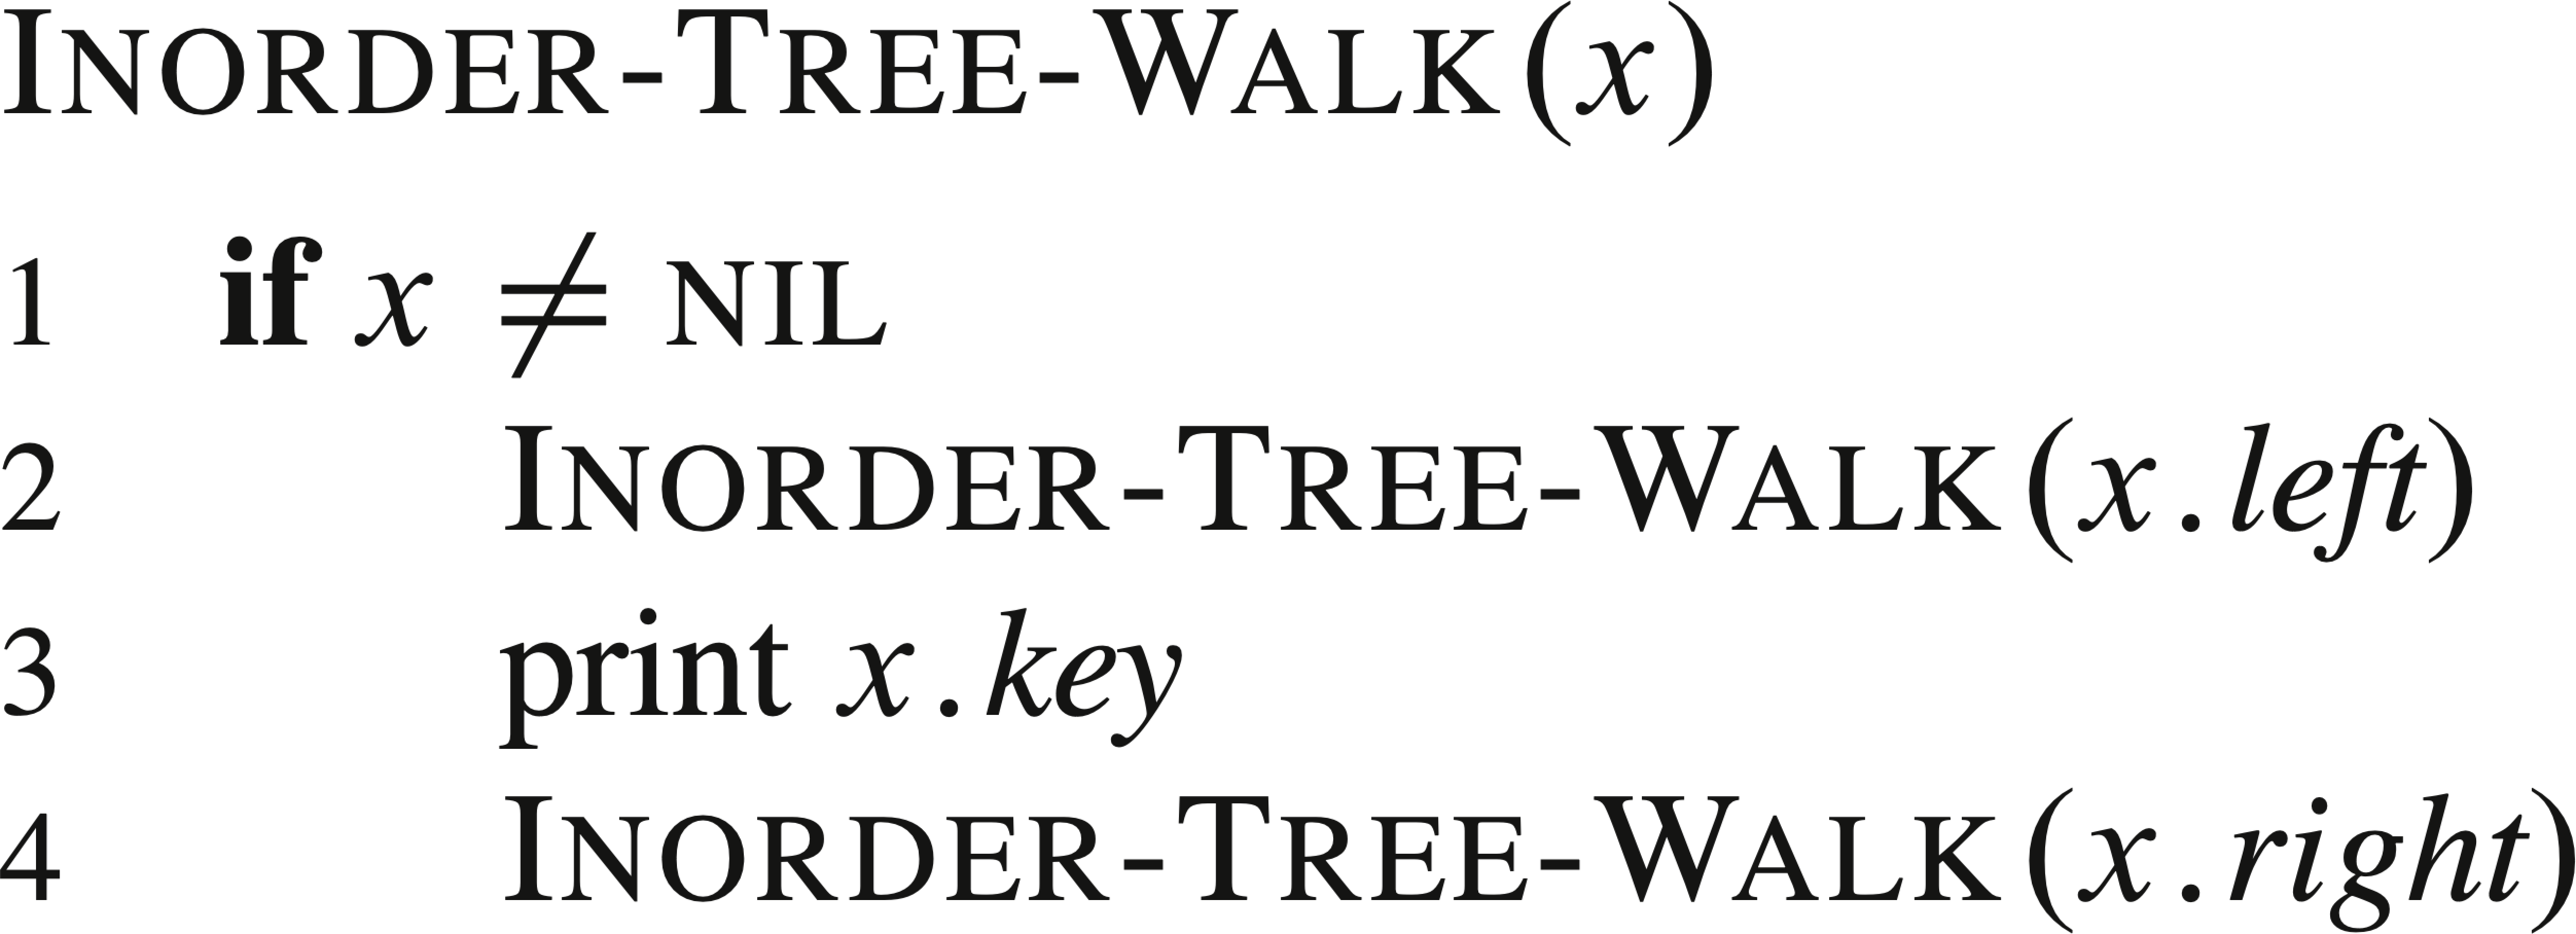 INORDER-TREE-WALK(x)
1 if x ≠ NIL
2 INORDER-TREE-WALK(x.left)
3 print x.key
4 INORDER-TREE-WALK(x.right)